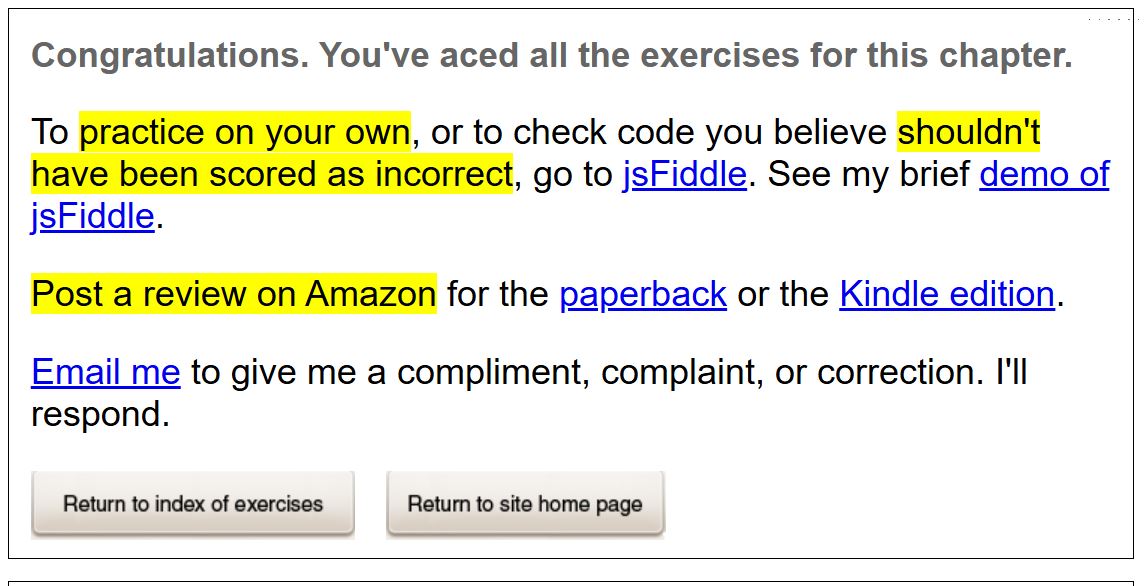 Congratulations. You've aced all the exercises for this chapter.
To practice on your own, or to check code you believe shouldn't
have been scored as incorrect, go to jsFiddle. See my brief demo of
jsFiddle.
Post a review on Amazon for the paperback or the Kindle edition.
Email me to give me a compliment, complaint, or correction. I'll
respond.
Return to index of exercises
Return to site home page